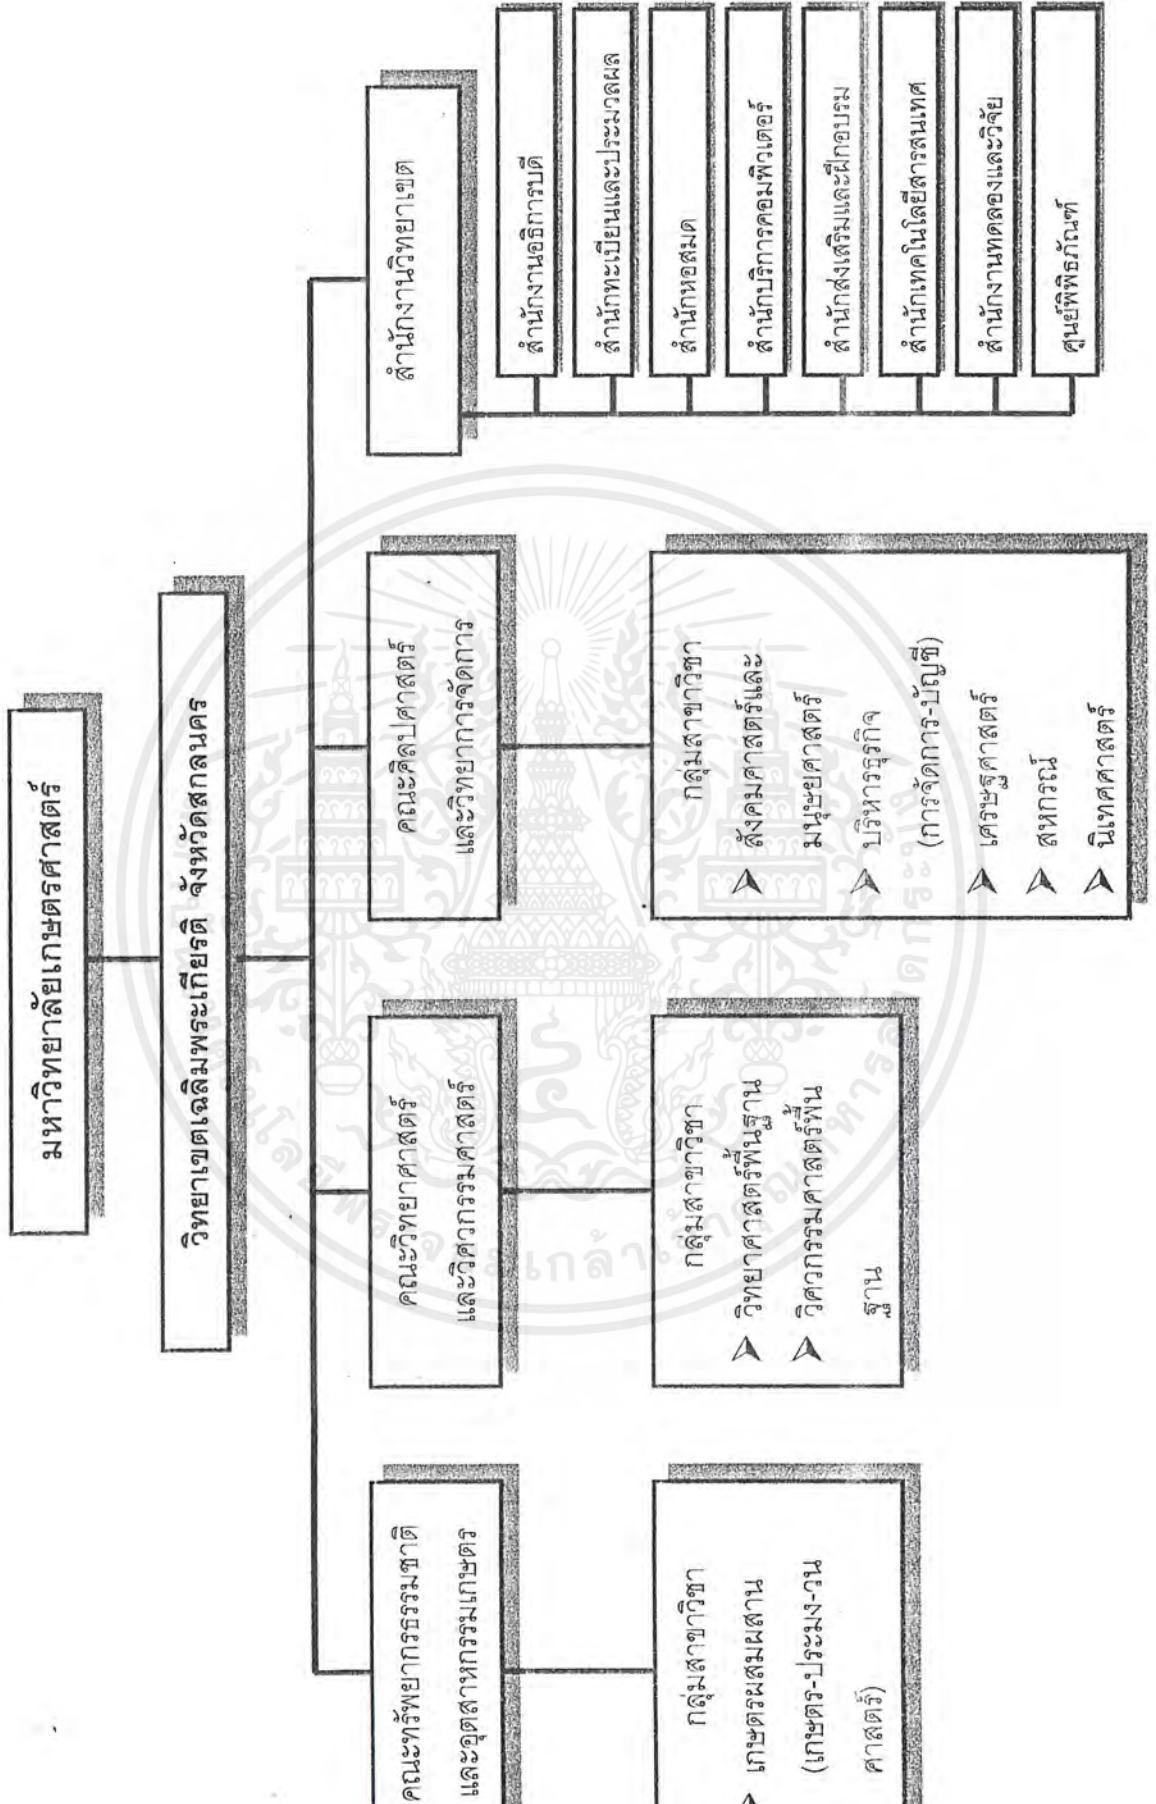 มหาวิทยาลัยเกษตรศาสตร์
วิทยาเขตเฉลิมพระเกียรติ จังหวัดสกลนคร
คณะทรัพยากรธรรมชาติ
และอุตสาหกรรมเกษตร
กลุ่มสาขาวิชา
เกษตรผสมผสาน
(เกษตร-ประมง-วน
ศาสตร์)
คณะวิทยาศาสตร์
และวิศวกรรมศาสตร์
กลุ่มสาขาวิชา
วิทยาศาสตร์พื้นฐาน
วิศวกรรมศาสตร์พื้น
ฐาน
คณะศิลปศาสตร์
และวิทยาการจัดการ
กลุ่มสาขาวิชา
สังคมศาสตร์และ
มนุษยศาสตร์
บริหารธุรกิจ
(การจัดการ-บัญชี)
เศรษฐศาสตร์
สหกรณ์
นิเทศศาสตร์
สำนักงานวิทยาเขต
สำนักงานอธิการบดี
สำนักทะเบียนและประมวลผล
สำนักหอสมุด
สำนักบริการคอมพิวเตอร์
สำนักส่งเสริมและฝึกอบรม
สำนักเทคโนโลยีสารสนเทศ
สำนักงานทดลองและวิจัย
ศูนย์พิพิธภัณฑ์